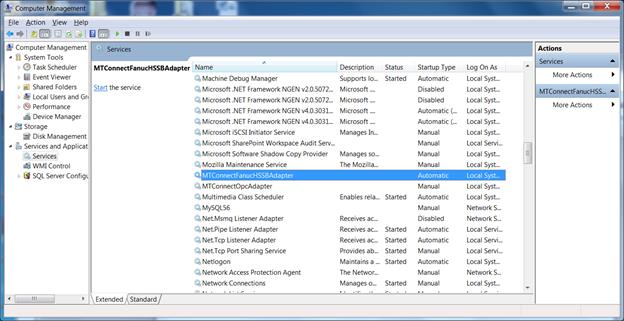 Computer Management
File Action View Help
Computer Management
System Tools
Task Scheduler
Event Viewer
Shared Folders
Local Users and Gr
Performance
Device Manager
Storage
Disk Management
Services and Applicat
Services
WMI Control
SQL Server Configu
Services
MTConnectFanucHSSBAdapter
Start the service
Name Description Status Startup Type Log On As
Machine Debug Manager Supports lo... Started Automatic Local Syst...
Microsoft .NET Framework NGEN v2.0.5072... Microsoft ... Disabled Local Syst...
Microsoft .NET Framework NGEN v2.0.5072... Microsoft ... Disabled Local Syst...
Microsoft .NET Framework NGEN v4.0.3031... Microsoft ... Automatic (... Local Syst...
Microsoft .NET Framework NGEN v4.0.3031... Microsoft ... Automatic (... Local Syst...
Microsoft iSCSI Initiator Service Manages In... Manual Local Syst...
Microsoft SharePoint Workspace Audit Serv... Manual Local Servi...
Microsoft Software Shadow Copy Provider Manages so... Manual Local Syst...
Mozilla Maintenance Service The Mozilla... Manual Local Syst...
MTConnectFanucHSSBAdapter Automatic Local Syst...
MTConnectOpcAdapter Manual Local Syst...
Multimedia Class Scheduler Enables rela... Started Automatic Local Syst...
MySQL56 Manual Network S...
Net.Msmq Listener Adapter Receives ac... Disabled Network S...
Net.Pipe Listener Adapter Receives ac... Started Automatic Local Servi...
Net.Tcp Listener Adapter Receives ac... Started Automatic Local Servi...
Net.Tcp Port Sharing Service Provides ab... Started Manual Local Servi...
Netlogon Maintains a ... Started Automatic Local Syst...
Network Access Protection Agent The Networ... Manual Network S...
Network Connections Manages o... Started Manual Local Syst...
Extended Standard
Actions
Services
More Actions
MTConnectFanucHSS...
More Actions